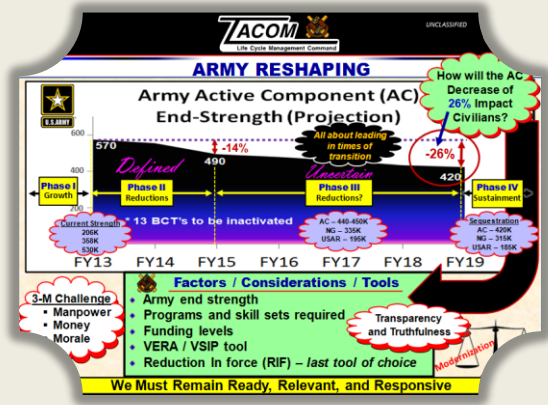 TACOM
Life Cycle Management Command
UNCLASSIFIED
ARMY RESHAPING
U.S.ARMY
Army Active Component (AC)
End-Strength (Projection)
How will the AC
Decrease of
26% Impact
Civilians?
600
400
200
570
490
420
-14%
-26%
All about leading
in times of
transition
Defined
Uncertain
Phase I
Growth
Phase II
Reductions
Phase III
Reductions?
Phase IV
Sustainment
* 13 BCT's to be inactivated
Current Strength
206K
358K
530K
AC – 440-450K
NG – 335K
USAR – 195K
Sequestration
AC – 420K
NG – 315K
USAR – 185K
FY13 FY14 FY15 FY16 FY17 FY18 FY19
3-M Challenge
▪ Manpower
▪ Money
▪ Morale
Factors / Considerations / Tools
• Army end strength
• Programs and skill sets required
• Funding levels
• VERA / VSIP tool
• Reduction In force (RIF) – last tool of choice
Transparency
and Truthfulness
Modernization
We Must Remain Ready, Relevant, and Responsive